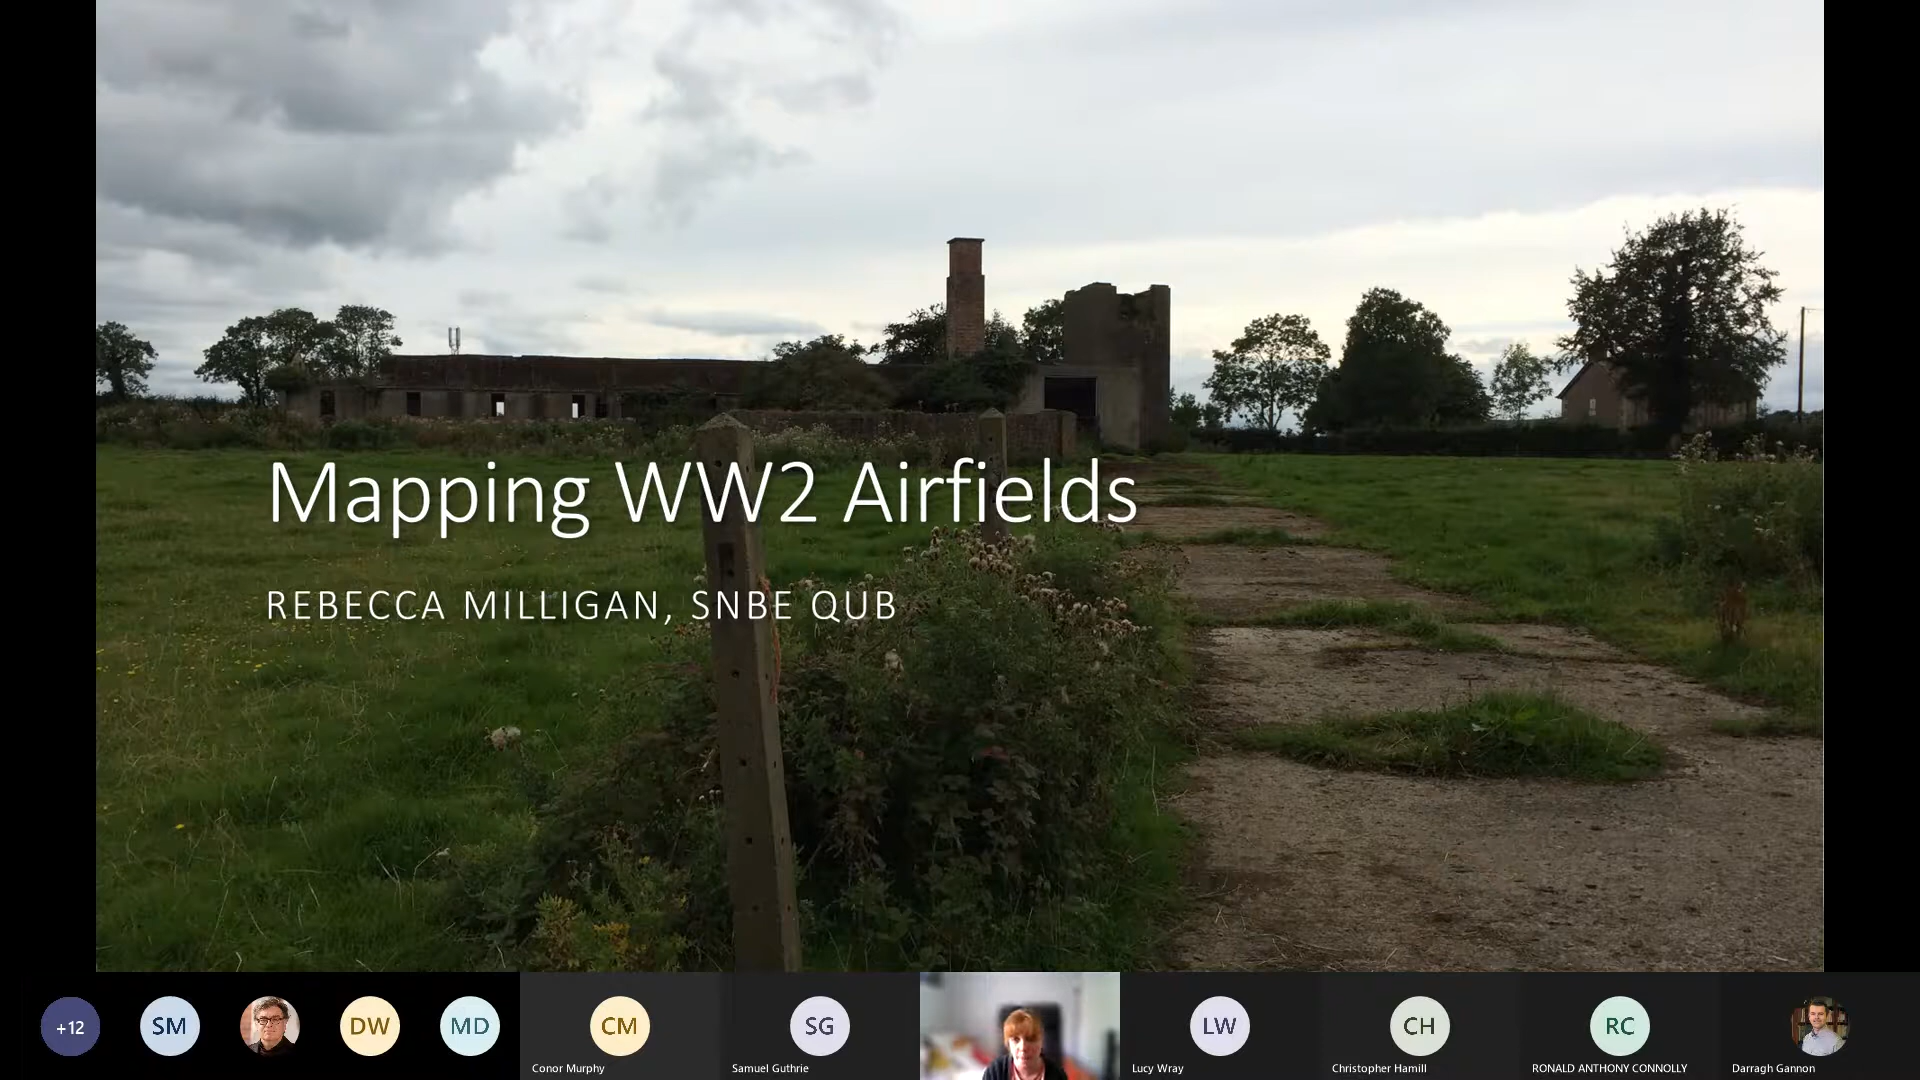 Mapping WW2 Airfields
REBECCA MILLIGAN, SNBE QUB
+12
SM
DW
MD
CM
SG
LW
CH
RC
Conor Murphy
Samuel Guthrie
Lucy Wray
Christopher Hamill
RONALD ANTHONY CONNOLLY
Darragh Gannon